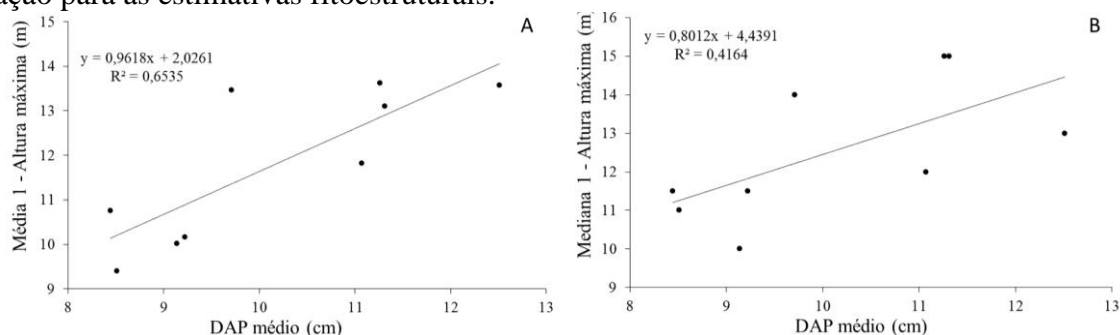 ação para as estimativas fitoestruturais.
A
Média 1 - Altura máxima (m)
15
14
13
12
11
10
9
y = 0,9618x + 2,0261
R² = 0,6535
8 9 10 11 12 13
DAP médio (cm)
B
Mediana 1 - Altura máxima (m)
16
15
14
13
12
11
10
9
y = 0,8012x + 4,4391
R² = 0,4164
8 9 10 11 12 13
DAP médio (cm)